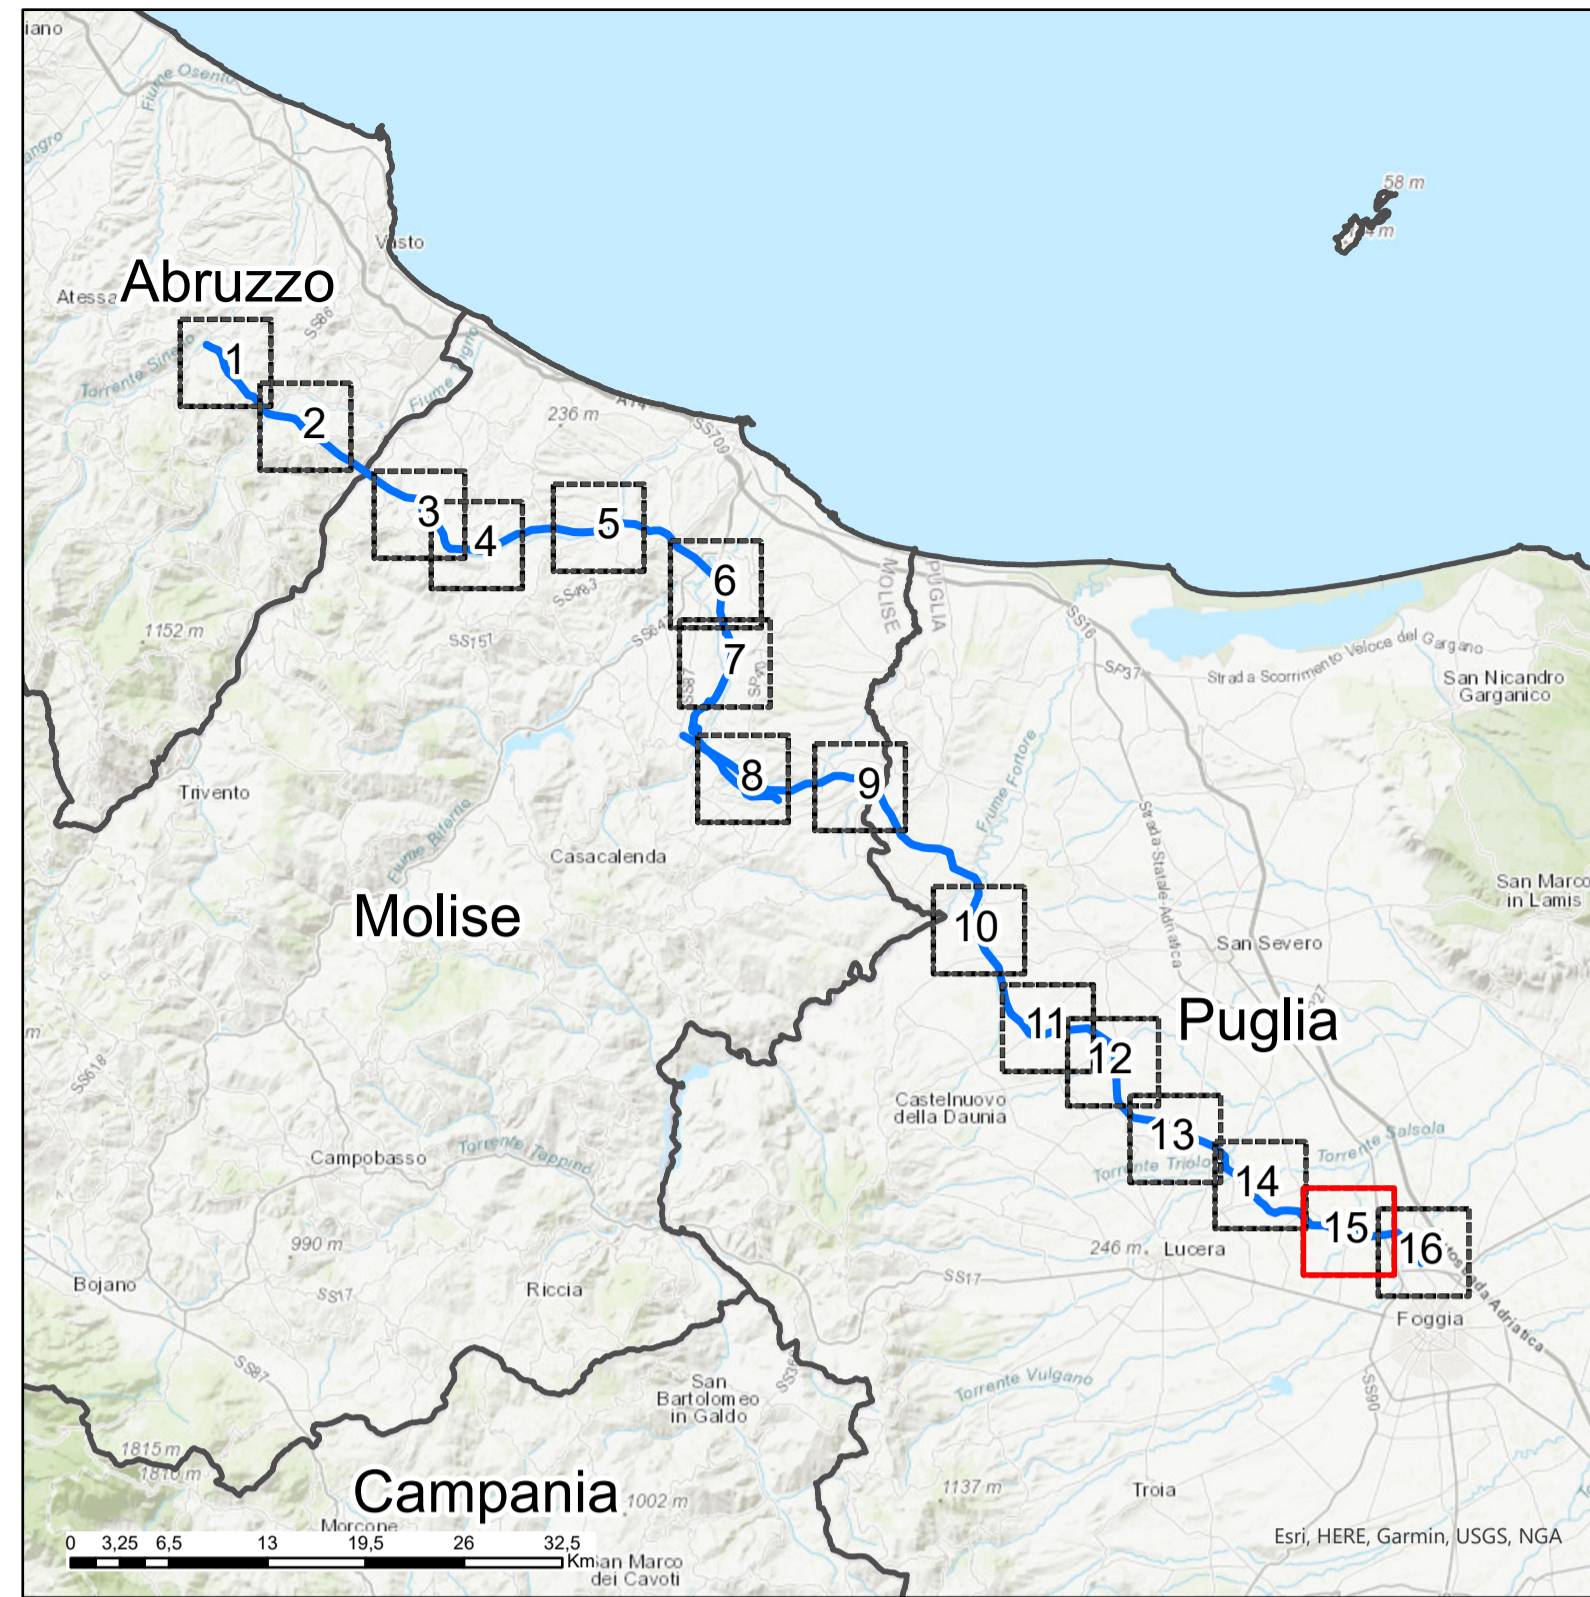 iano
Fiume Osento
angro
58 m
Vasto
Abruzzo
Atessa
SS86
1
Torrente Sinello
Fiume Trigno
2
236 m
A14
SS709
3
4
5
SS483
6
MOLISE
PUGLIA
SS16
1152 m
SS157
SS647
7
SS87
SP40
SP37
Strada Scorrimento Veloce del Gargano
San Nicandro
Garganico
8
9
Trivento
Fiume Biferno
Fiume Fortore
Strada Statale Adriatica
Casacalenda
San Marco
in Lamis
Molise
10
San Severo
11
Puglia
12
SS618
Castelnuovo
della Daunia
13
Torrente Salsola
Campobasso
Torrente Tappino
Torrente Triolo
14
15
16
990 m
246 m
Lucera
SS17
Bojano
SS17
Riccia
Foggia
SS87
San
Bartolomeo
in Galdo
Torrente Vulgano
SS90
1815 m
1137 m
Troia
Campania
1002 m
Morcone
Esri, HERE, Garmin, USGS, NGA
0 3,25 6,5 13 19,5 26 32,5
Km
an Marco
dei Cavoti